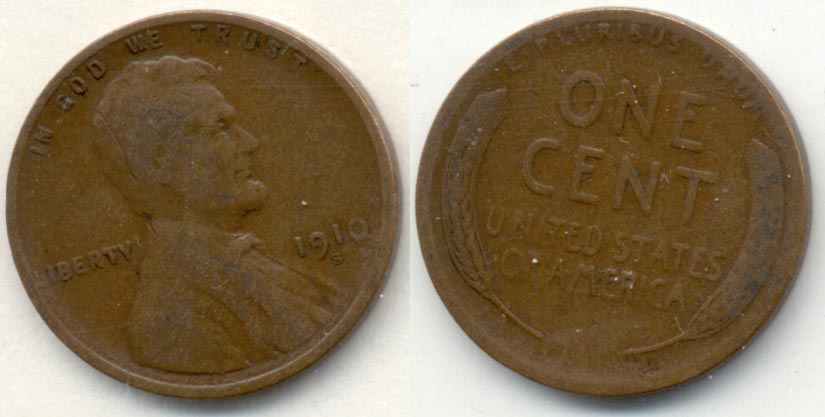 IN GOD WE TRUST
LIBERTY
1910
S
E PLURIBUS UNUM
ONE
CENT
UNITED STATES
OF AMERICA